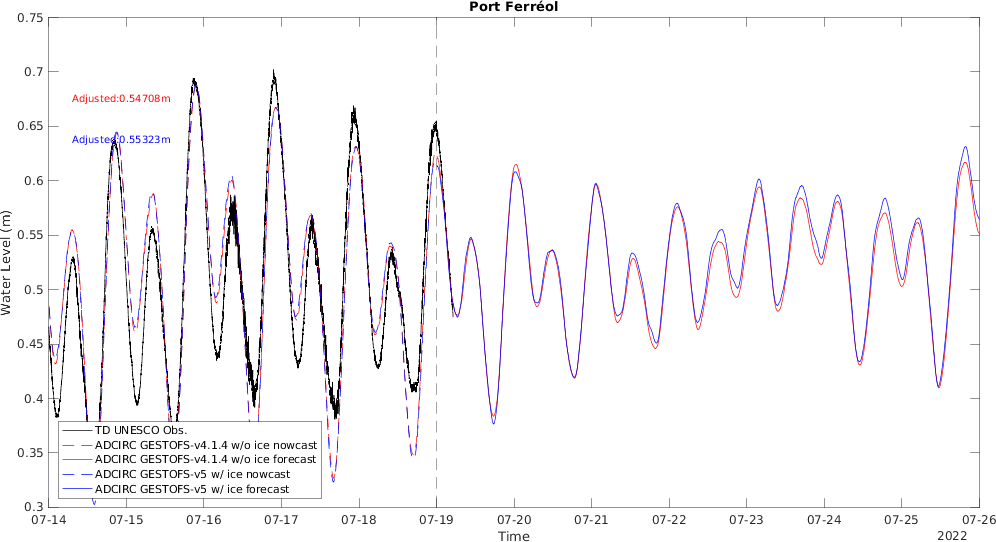 Port Ferréol
0.75
0.7
0.65
0.6
0.55
0.5
0.45
0.4
0.35
0.3
Water Level (m)
Adjusted:0.54708m
Adjusted:0.55323m
TD UNESCO Obs.
ADCIRC GESTOFS-v4.1.4 w/o ice nowcast
ADCIRC GESTOFS-v4.1.4 w/o ice forecast
ADCIRC GESTOFS-v5 w/ ice nowcast
ADCIRC GESTOFS-v5 w/ ice forecast
07-14 07-15 07-16 07-17 07-18 07-19 07-20 07-21 07-22 07-23 07-24 07-25 07-26
Time
2022